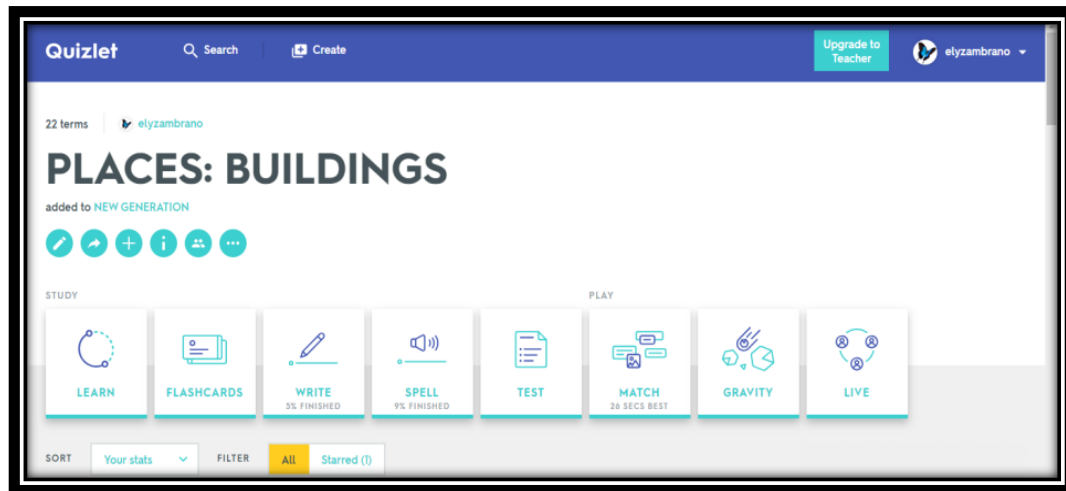 Quizlet Search Create Upgrade to Teacher elyzambrano
22 terms elyzambrano
PLACES: BUILDINGS
added to NEW GENERATION
STUDY PLAY
LEARN FLASHCARDS WRITE SPELL TEST MATCH GRAVITY LIVE
5% FINISHED 9% FINISHED 26 SECS BEST
SORT Your stats FILTER All Starred (1)